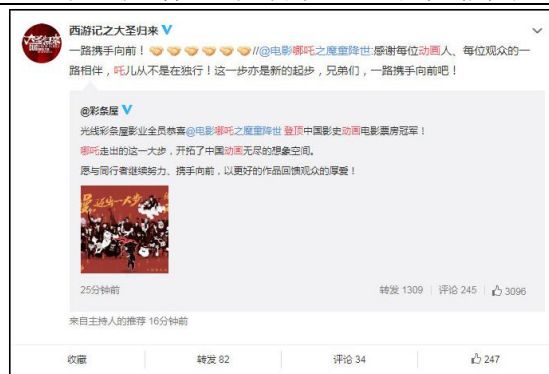 西游记之大圣归来
一路携手向前！//@电影哪吒之魔童降世:感谢每位动画人、每位观众的一
路相伴，吒儿从不是在独行！这一步亦是新的起步，兄弟们，一路携手向前吧！
@彩条屋
光线彩条屋影业全员恭喜@电影哪吒之魔童降世 登顶中国影史动画电影票房冠军！
哪吒走出的这一大步，开拓了中国动画无尽的想象空间。
愿与同行者继续努力、携手向前，以更好的作品回馈观众的厚爱！
25分钟前 转发 1309 评论 245 3096
来自主持人的推荐 16分钟前
收藏 转发 82 评论 34 247